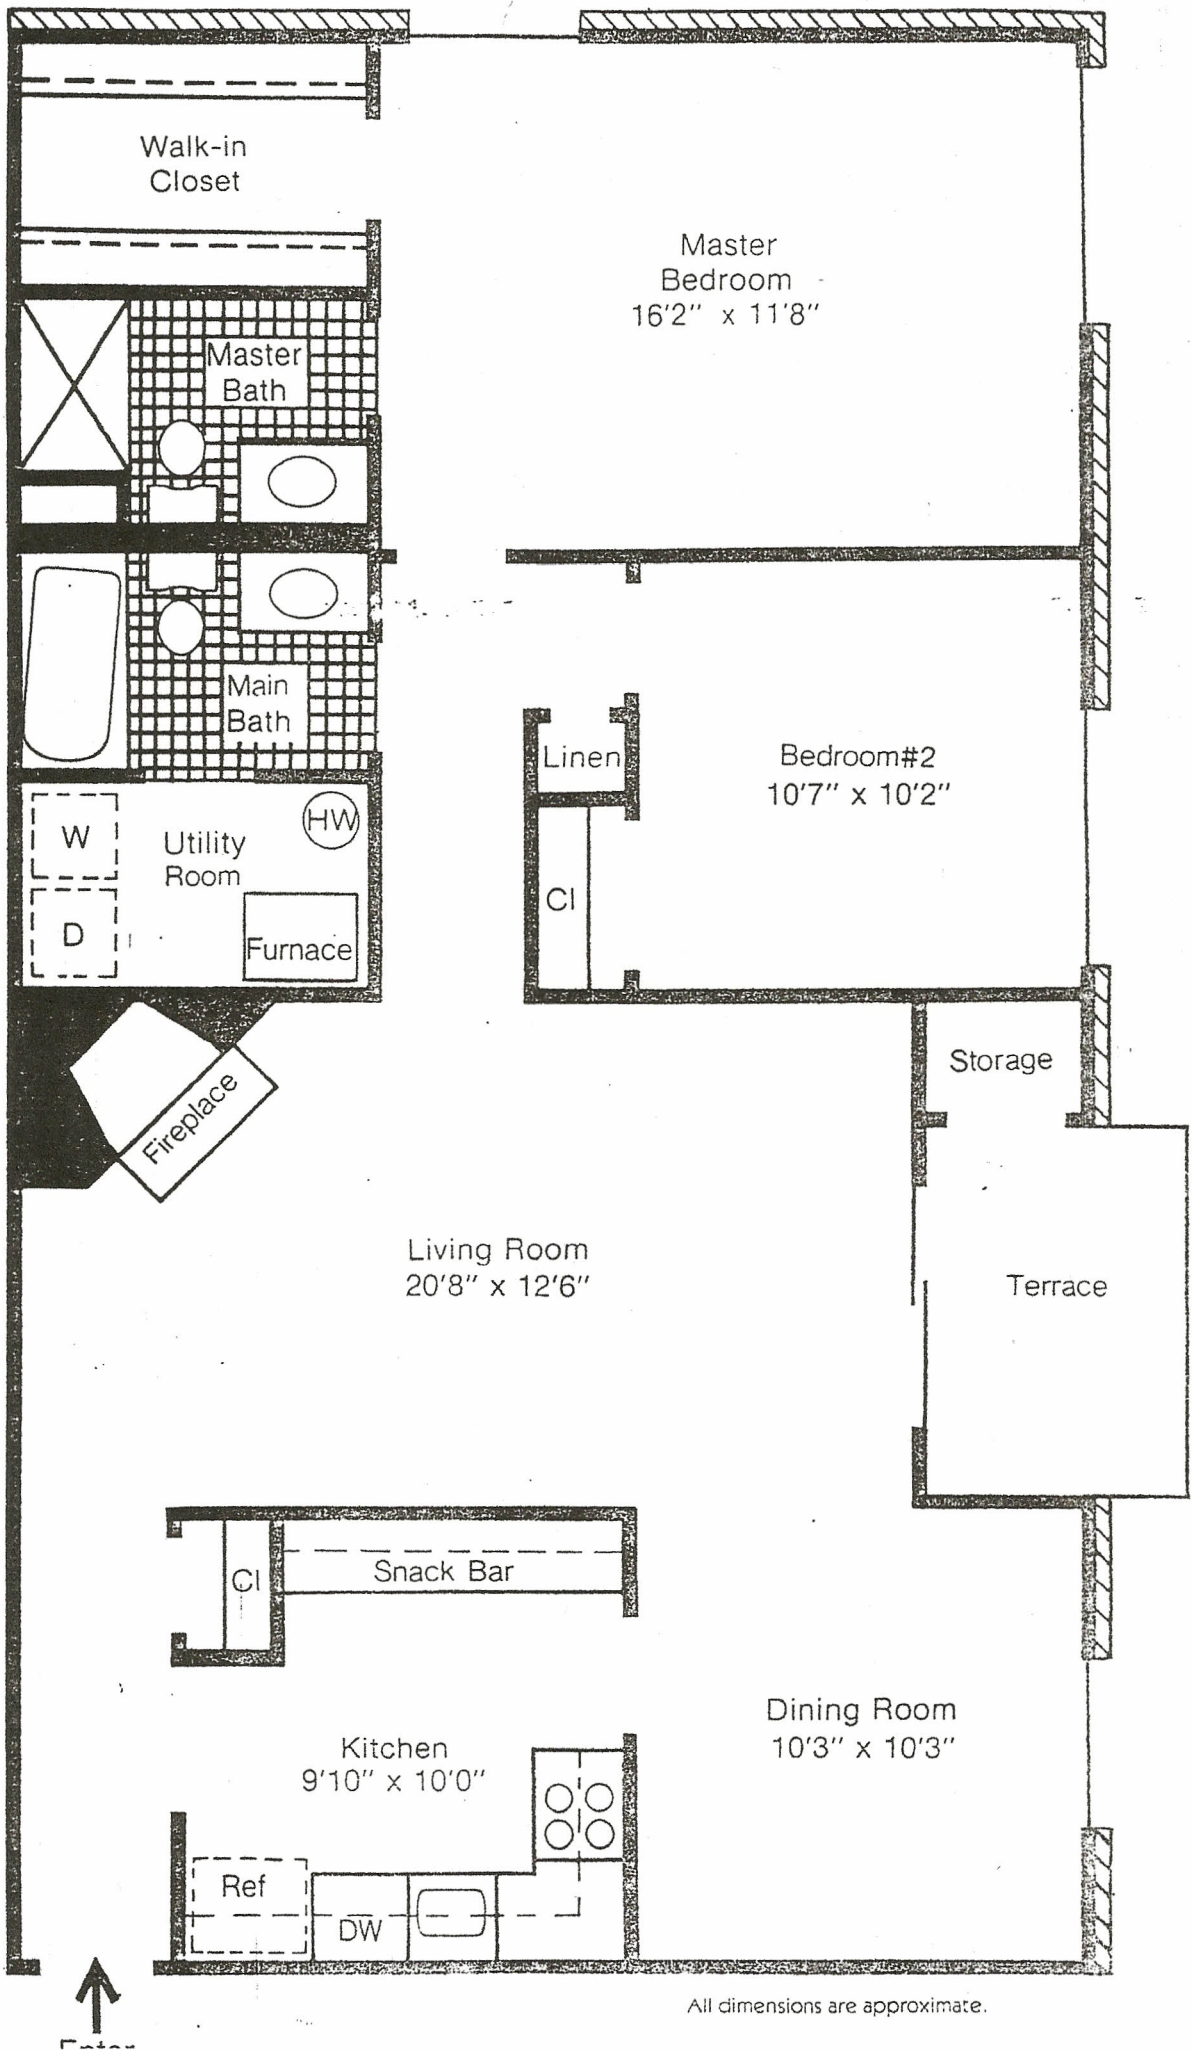 Walk-in
Closet
Master
Bedroom
16'2" x 11'8"
Master
Bath
Main
Bath
Linen
Bedroom#2
10'7" x 10'2"
W
Utility
Room
HW
Cl
D
Furnace
Storage
Fireplace
Living Room
20'8" x 12'6"
Terrace
Cl
Snack Bar
Dining Room
10'3" x 10'3"
Kitchen
9'10" x 10'0"
Ref
DW
All dimensions are approximate.
Enter